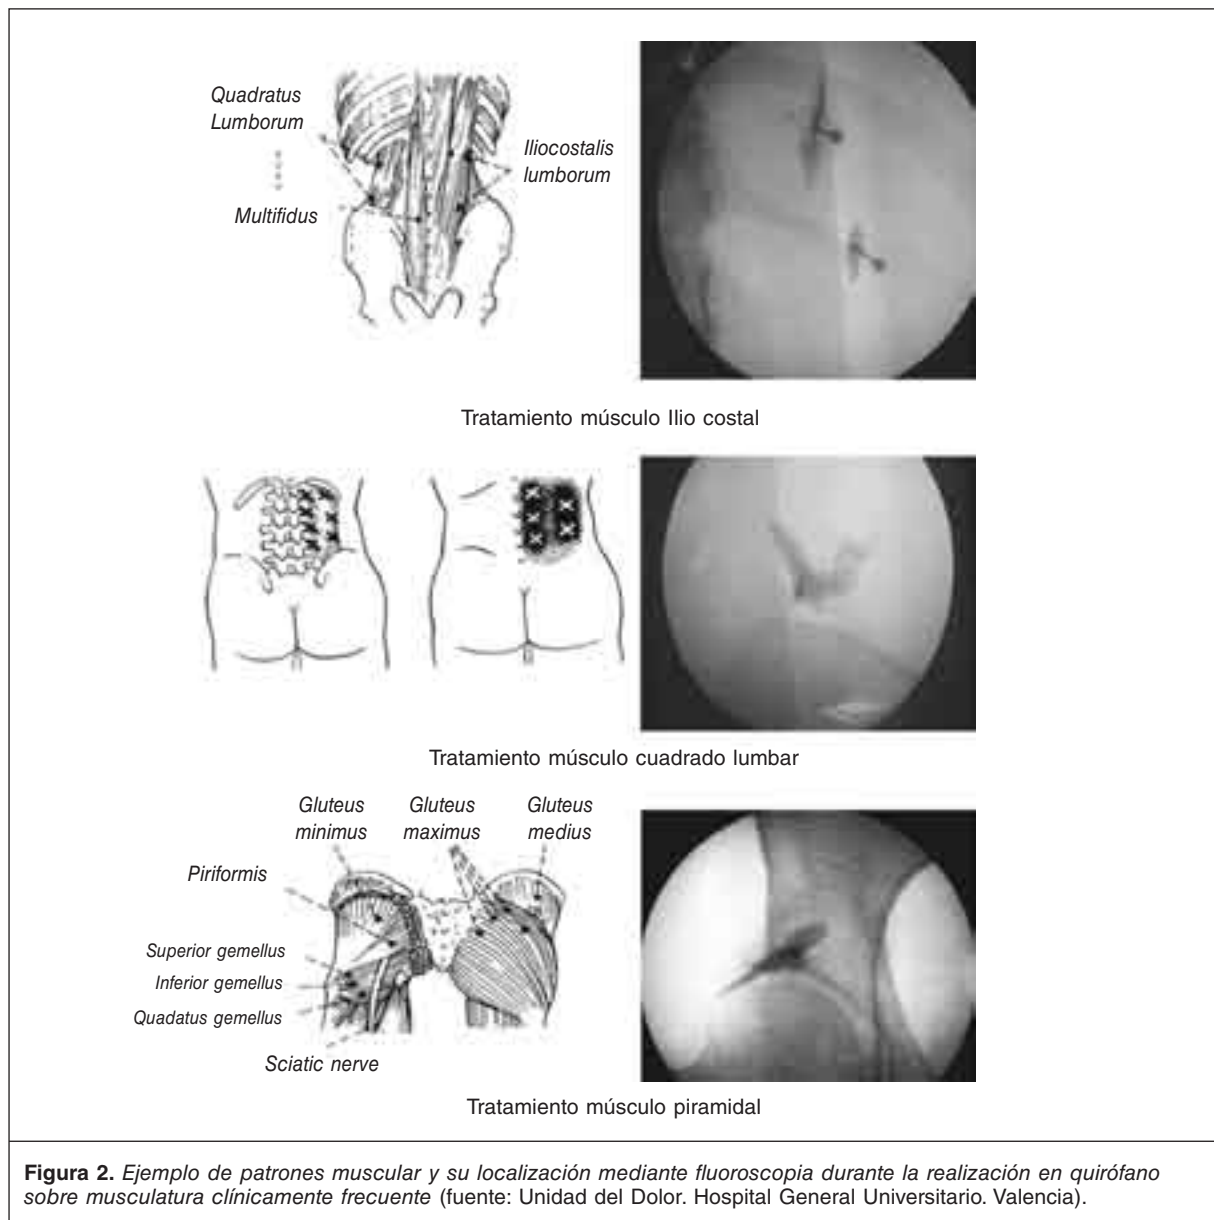 Quadratus
Lumborum
Iliocostalis
lumborum
Multifidus
Tratamiento músculo Ilio costal
Tratamiento músculo cuadrado lumbar
Gluteus
minimus
Gluteus
maximus
Gluteus
medius
Piriformis
Superior gemellus
Inferior gemellus
Quadatus gemellus
Sciatic nerve
Tratamiento músculo piramidal
Figura 2. Ejemplo de patrones muscular y su localización mediante fluoroscopia durante la realización en quirófano
sobre musculatura clínicamente frecuente (fuente: Unidad del Dolor. Hospital General Universitario. Valencia).